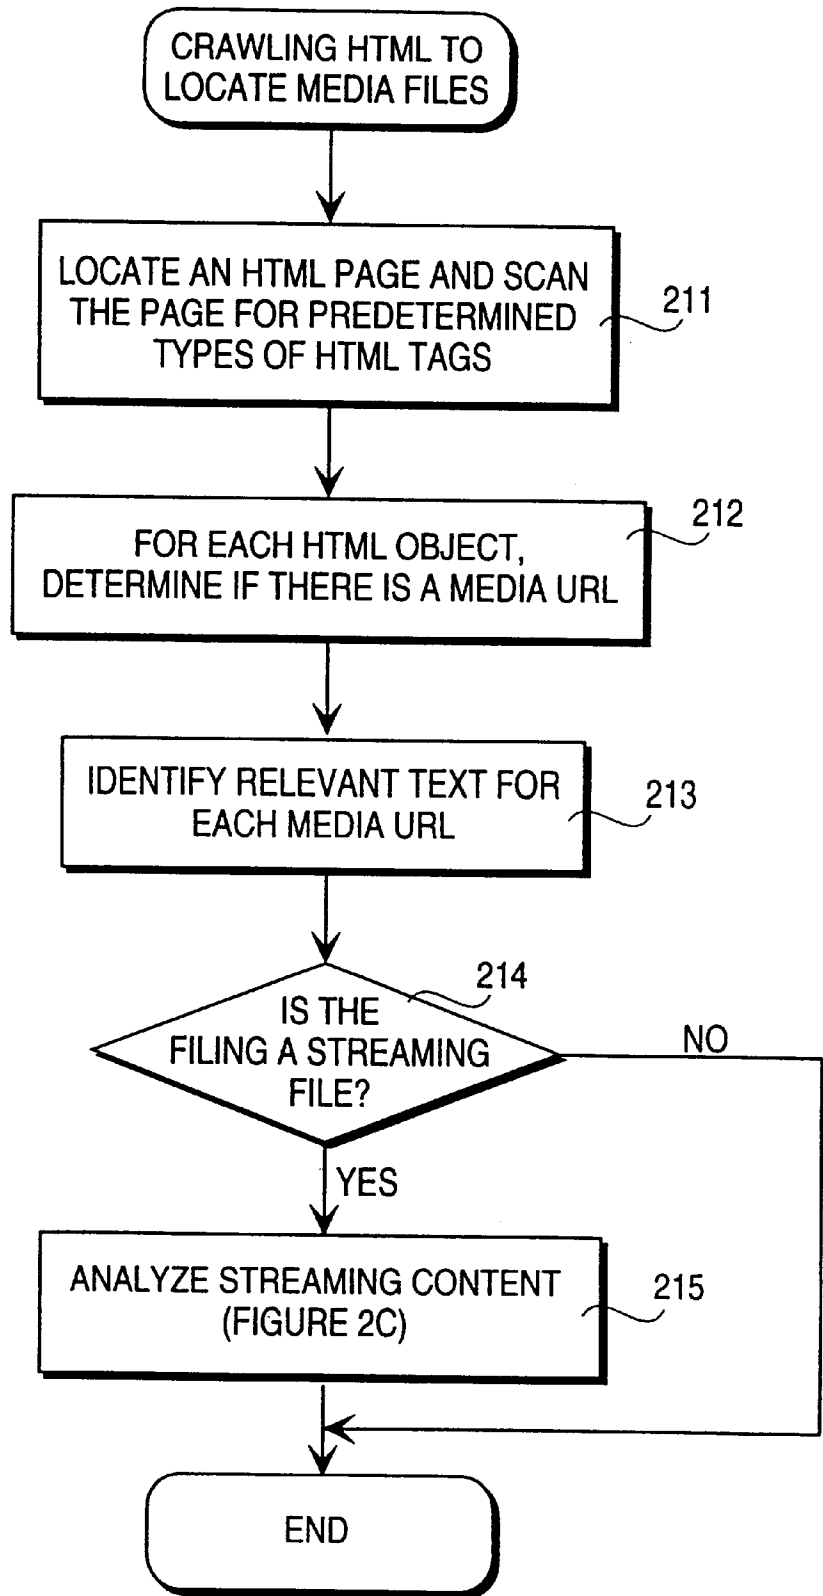 CRAWLING HTML TO
LOCATE MEDIA FILES
LOCATE AN HTML PAGE AND SCAN
THE PAGE FOR PREDETERMINED
TYPES OF HTML TAGS
211
FOR EACH HTML OBJECT,
DETERMINE IF THERE IS A MEDIA URL
212
IDENTIFY RELEVANT TEXT FOR
EACH MEDIA URL
213
214
IS THE
FILING A STREAMING
FILE?
NO
YES
ANALYZE STREAMING CONTENT
(FIGURE 2C)
215
END